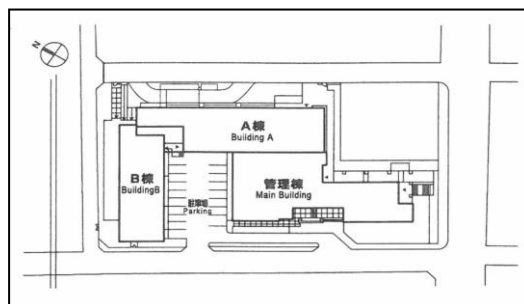 N
A棟
Building A
B棟
BuildingB
管理棟
Main Building
駐車場
Parking